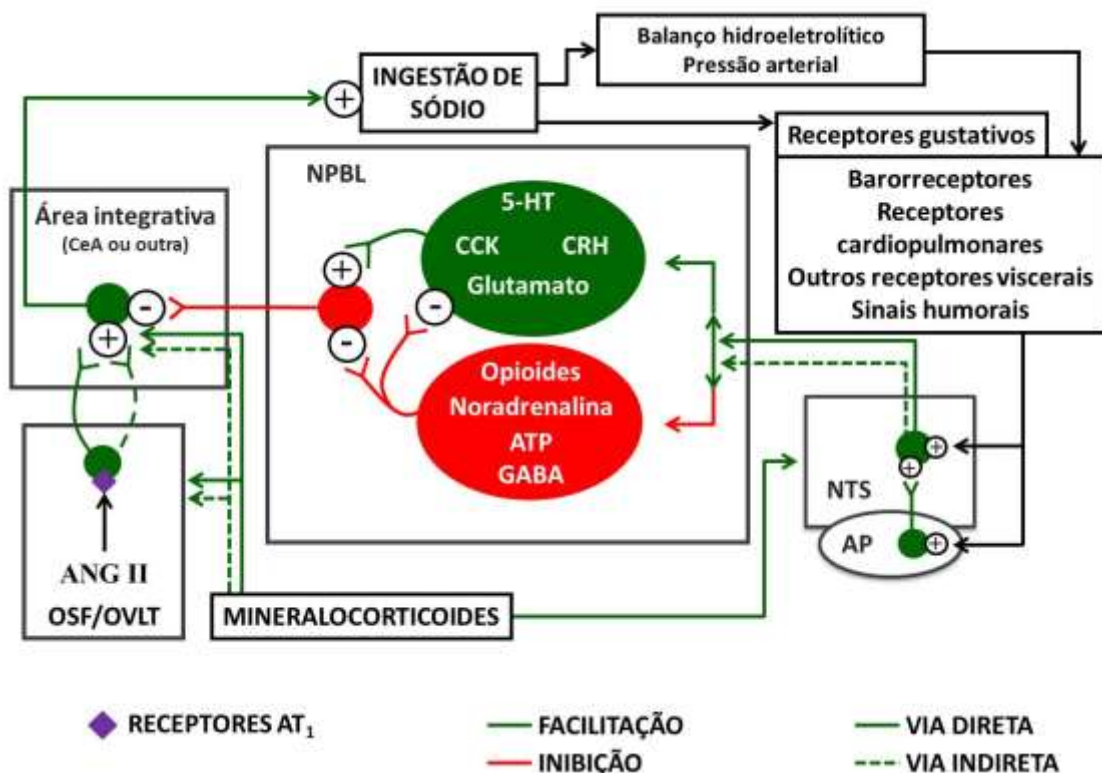 Balanço hidroeletrolítico
Pressão arterial
INGESTÃO DE
SÓDIO
+
Receptores gustativos
Barorreceptores
Receptores
cardiopulmonares
Outros receptores viscerais
Sinais humorais
NPBL
5-HT
CCK CRH
Glutamato
Área integrativa
(CeA ou outra)
-
+
+
-
-
Opioides
Noradrenalina
ATP
GABA
+
+
NTS
AP
+
ANG II
OSF/OVLT
MINERALOCORTICOIDES
RECEPTORES AT₁
FACILITAÇÃO
VIA DIRETA
INIBIÇÃO
VIA INDIRETA